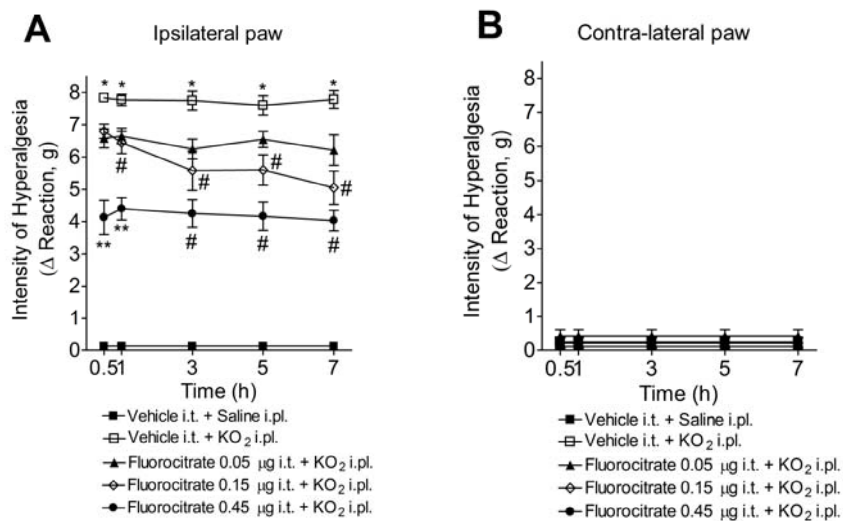 A
Ipsilateral paw
Intensity of Hyperalgesia
(Δ Reaction, g)
8
7
6
5
4
3
2
1
0
* * * * *
# # # #
** ** # # #
0.5 1 3 5 7
Time (h)
Vehicle i.t. + Saline i.pl.
Vehicle i.t. + KO2 i.pl.
Fluorocitrate 0.05 µg i.t. + KO2 i.pl.
Fluorocitrate 0.15 µg i.t. + KO2 i.pl.
Fluorocitrate 0.45 µg i.t. + KO2 i.pl.
B
Contra-lateral paw
Intensity of Hyperalgesia
(Δ Reaction, g)
8
7
6
5
4
3
2
1
0
0.5 1 3 5 7
Time (h)
Vehicle i.t. + Saline i.pl.
Vehicle i.t. + KO2 i.pl.
Fluorocitrate 0.05 µg i.t. + KO2 i.pl.
Fluorocitrate 0.15 µg i.t. + KO2 i.pl.
Fluorocitrate 0.45 µg i.t. + KO2 i.pl.